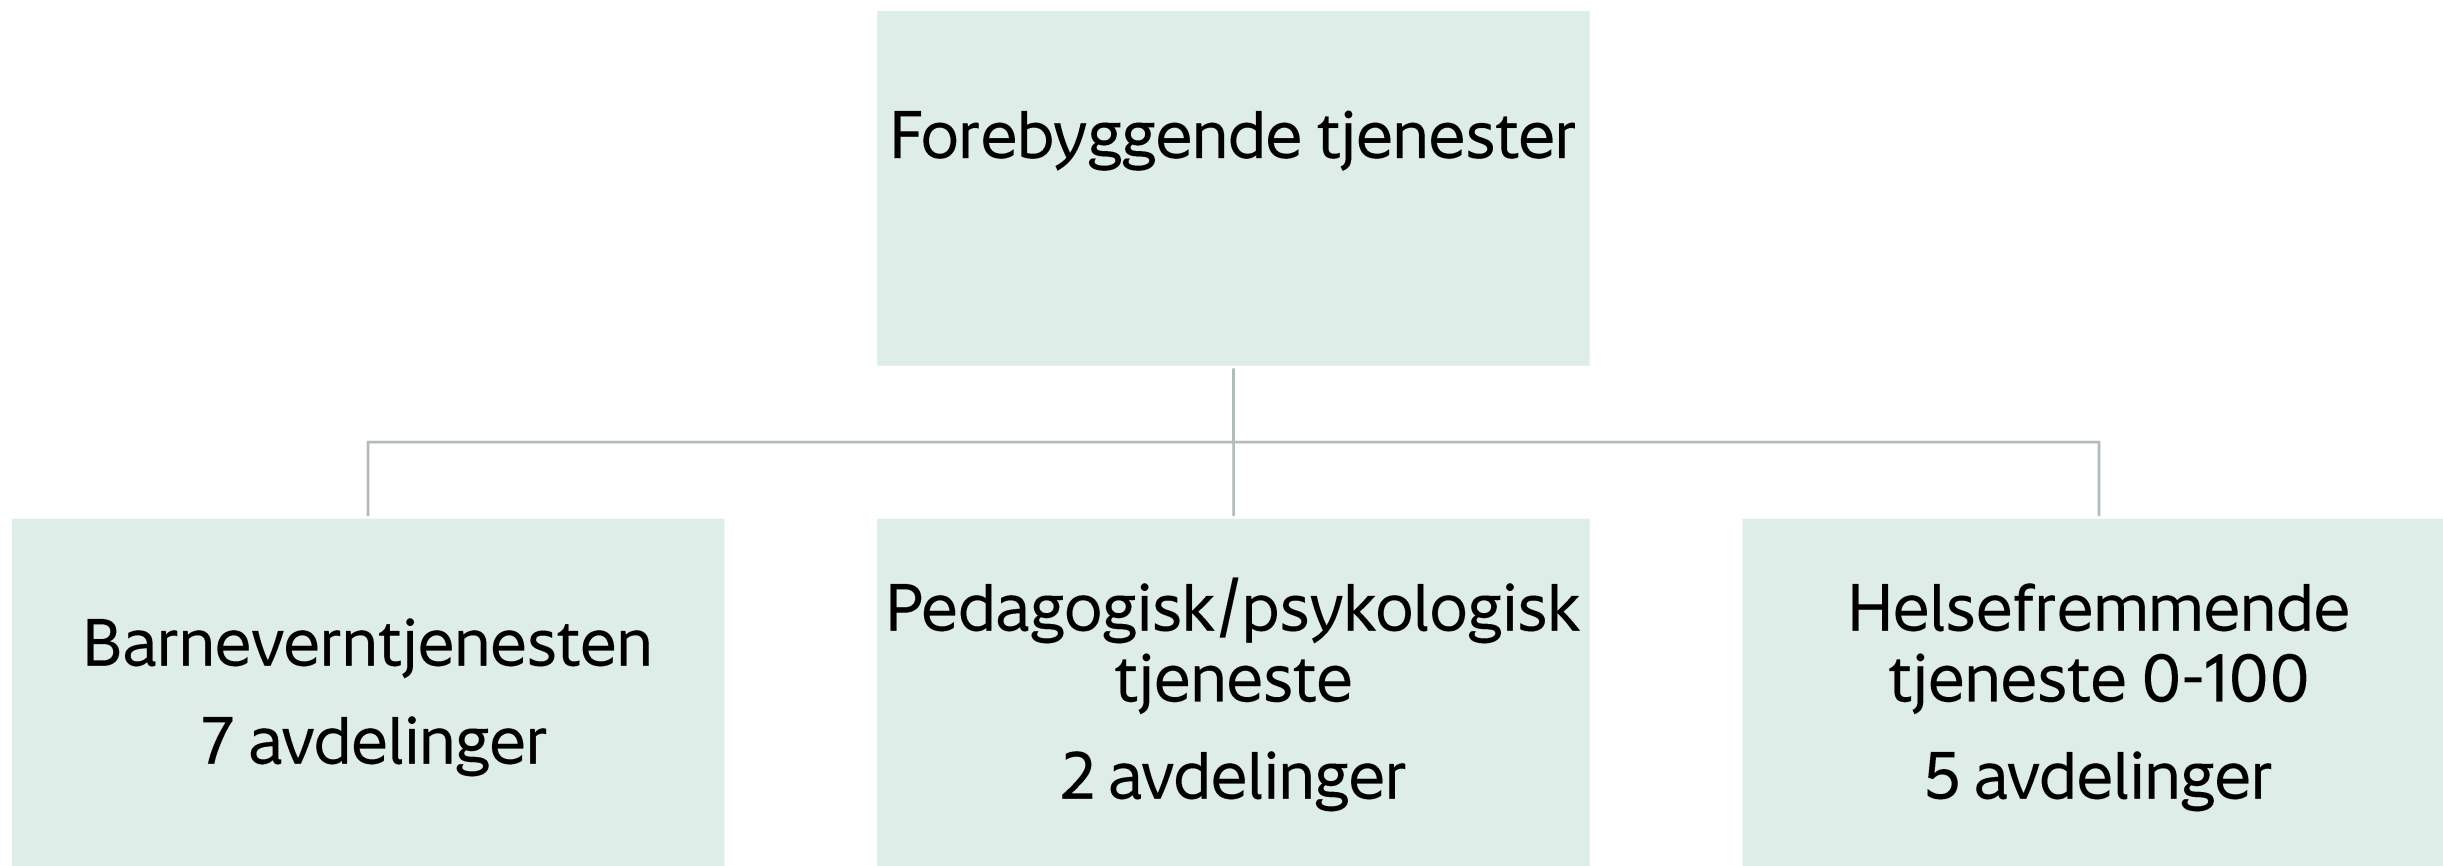 Forebyggende tjenester
Barneverntjenesten
7 avdelinger
Pedagogisk/psykologisk
tjeneste
2 avdelinger
Helsefremmende
tjeneste 0-100
5 avdelinger